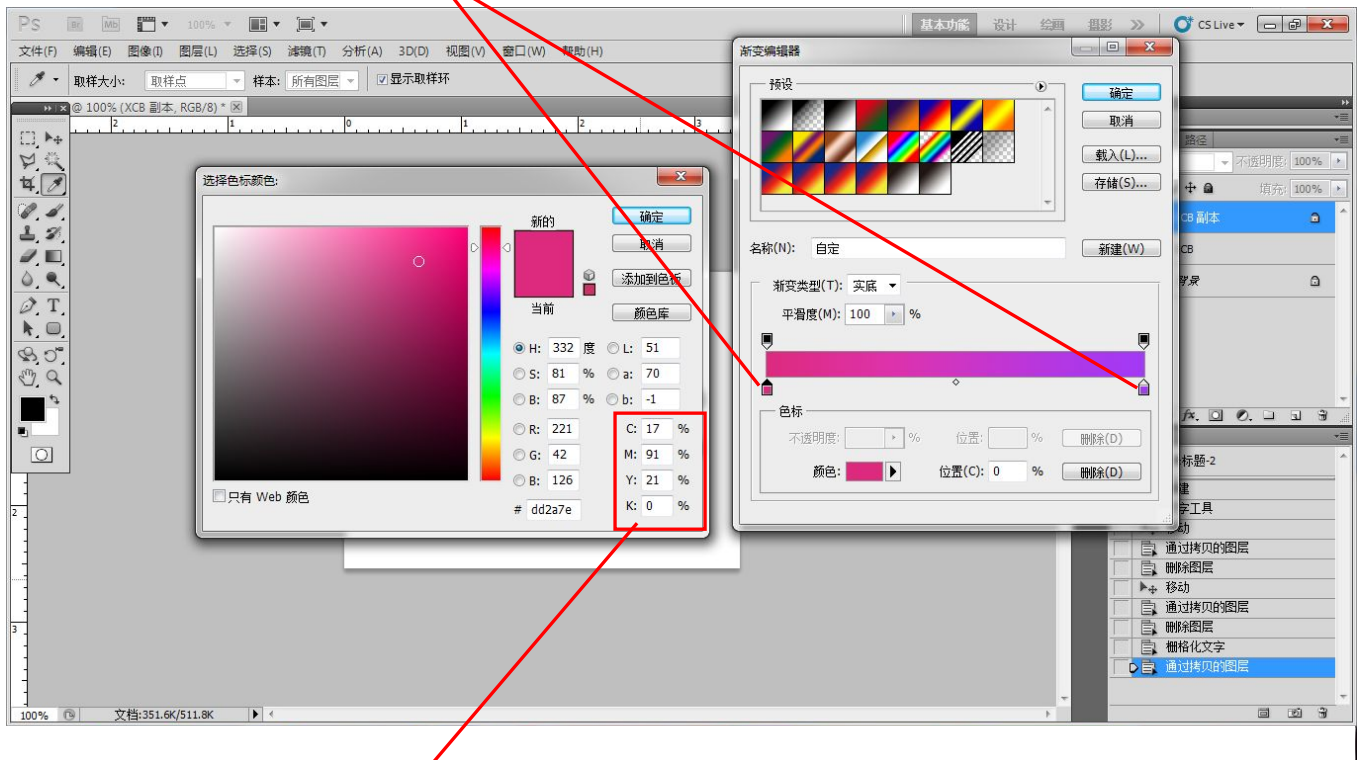 Ps Br Mb 100% 基本功能 设计 绘画 摄影 >> CS Live
文件(F) 编辑(E) 图像(I) 图层(L) 选择(S) 滤镜(T) 分析(A) 3D(D) 视图(V) 窗口(W) 帮助(H)
取样大小: 取样点 样本: 所有图层 显示取样环
@ 100% (XCB 副本, RGB/8) *
2 1 0 1 2 3
选择色标颜色:
新的
当前
确定
取消
添加到色板
颜色库
H: 332 度 L: 51
S: 81 % a: 70
B: 87 % b: -1
R: 221 C: 17 %
G: 42 M: 91 %
B: 126 Y: 21 %
# dd2a7e K: 0 %
只有 Web 颜色
渐变编辑器
预设
确定
取消
载入(L)...
存储(S)...
名称(N): 自定 新建(W)
渐变类型(T): 实底
平滑度(M): 100 %
色标
不透明度: % 位置: % 删除(D)
颜色: 位置(C): 0 % 删除(D)
路径
不透明度: 100%
填充: 100%
CB 副本
CB
背景
fx.
标题-2
建
字工具
移动
通过拷贝的图层
删除图层
移动
通过拷贝的图层
删除图层
栅格化文字
通过拷贝的图层
2
3
100% 文档:351.6K/511.8K